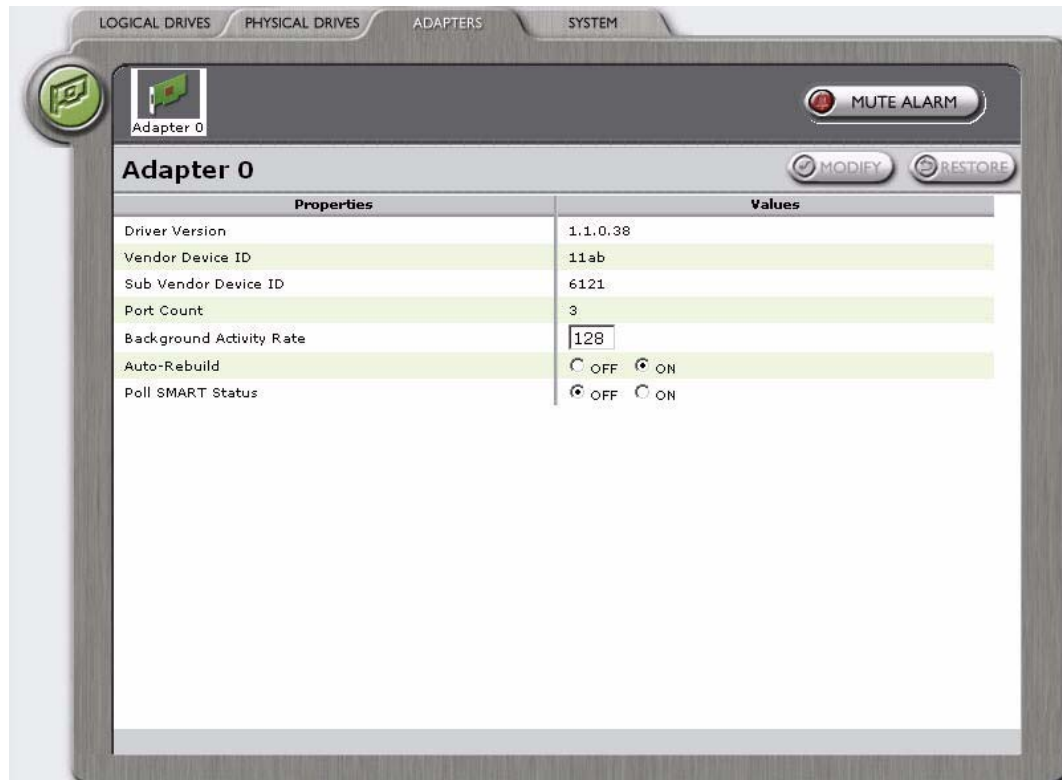 LOGICAL DRIVES PHYSICAL DRIVES ADAPTERS SYSTEM
Adapter 0
MUTE ALARM
Adapter 0
MODIFY RESTORE
Properties Values
Driver Version 1.1.0.38
Vendor Device ID 11ab
Sub Vendor Device ID 6121
Port Count 3
Background Activity Rate 128
Auto-Rebuild OFF ON
Poll SMART Status OFF ON